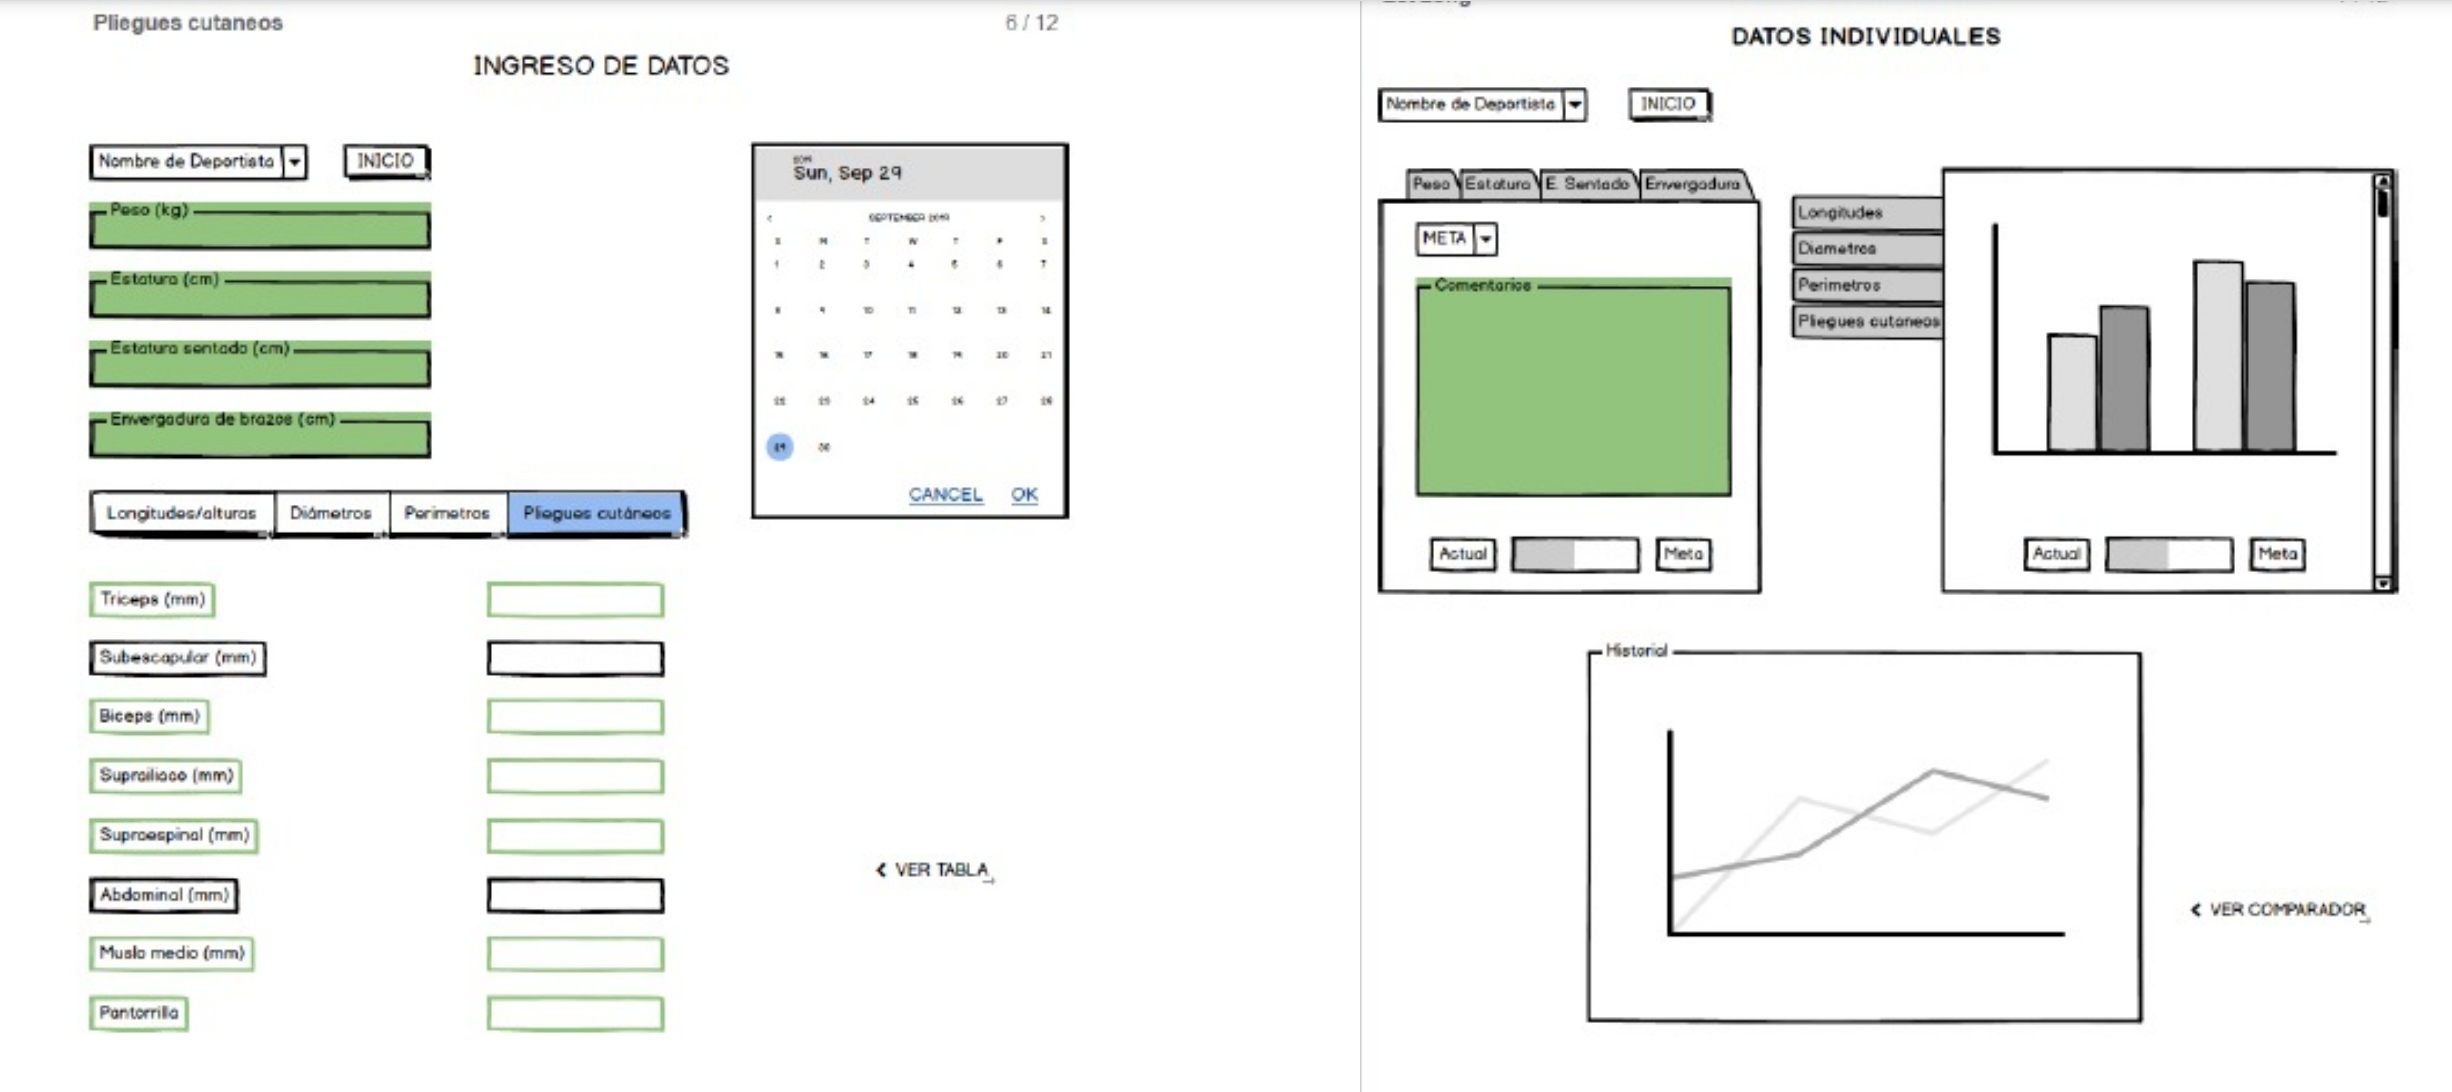 Pliegues cutaneos
6 / 12
INGRESO DE DATOS
Nombre de Deportista
INICIO
Peso (kg)
Estatura (cm)
Estatura sentado (cm)
Envergadura de brazos (cm)
Longitudes/alturas
Diámetros
Perimetros
Pliegues cutáneos
Triceps (mm)
Subescapular (mm)
Biceps (mm)
Suprailiaco (mm)
Supraespinal (mm)
Abdominal (mm)
Muslo medio (mm)
Pantorrilla
2019
Sun, Sep 29
< SEPTEMBER 2019 >
S M T W T F S
1 2 3 4 5 6 7
8 9 10 11 12 13 14
15 16 17 18 19 20 21
22 23 24 25 26 27 28
29 30
CANCEL OK
< VER TABLA
DATOS INDIVIDUALES
Nombre de Deportista
INICIO
Peso
Estatura
E. Sentado
Envergadura
META
Comentarios
Actual
Meta
Longitudes
Diametros
Perimetros
Pliegues cutaneos
Actual
Meta
Historial
< VER COMPARADOR